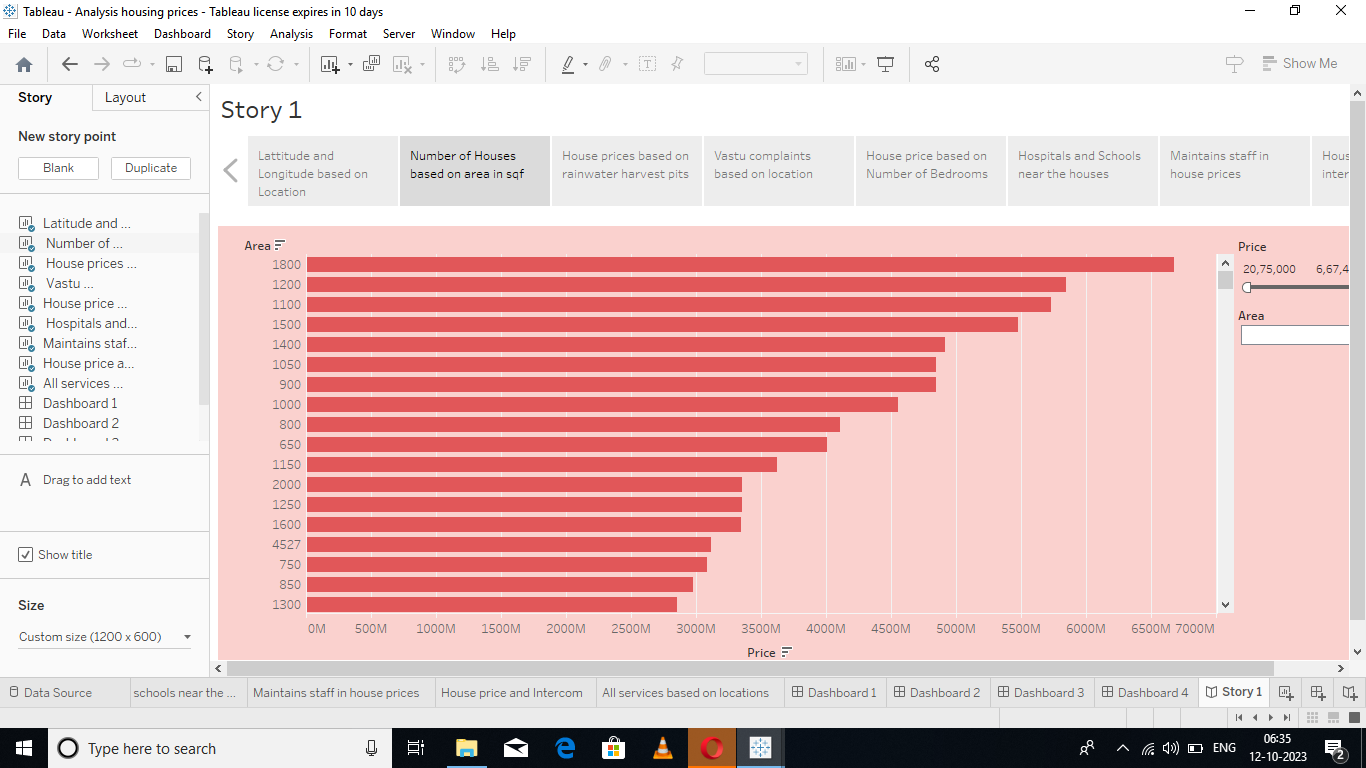 Tableau - Analysis housing prices - Tableau license expires in 10 days
File Data Worksheet Dashboard Story Analysis Format Server Window Help
Show Me
Story Layout
New story point
Blank Duplicate
Latitude and ...
Number of ...
House prices ...
Vastu ...
House price ...
Hospitals and...
Maintains staf...
House price a...
All services ...
Dashboard 1
Dashboard 2
A Drag to add text
Show title
Size
Custom size (1200 x 600)
Story 1
Lattitude and
Longitude based on
Location
Number of Houses
based on area in sqf
House prices based on
rainwater harvest pits
Vastu complaints
based on location
House price based on
Number of Bedrooms
Hospitals and Schools
near the houses
Maintains staff in
house prices
Hous
inter
Area
1800
1200
1100
1500
1400
1050
900
1000
800
650
1150
2000
1250
1600
4527
750
850
1300
0M 500M 1000M 1500M 2000M 2500M 3000M 3500M 4000M 4500M 5000M 5500M 6000M 6500M 7000M
Price
Price
20,75,000 6,67,4
Area
Data Source schools near the ... Maintains staff in house prices House price and Intercom All services based on locations Dashboard 1 Dashboard 2 Dashboard 3 Dashboard 4 Story 1
Type here to search
ENG
06:35
12-10-2023
2